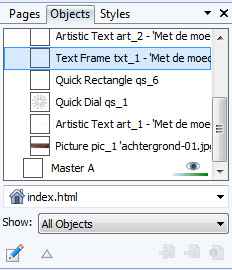 Pages Objects Styles
Artistic Text art_2 - 'Met de moe
Text Frame txt_1 - 'Met de moed
Quick Rectangle qs_6
Quick Dial qs_1
Artistic Text art_1 - 'Met de moe
Picture pic_1 'achtergrond-01.jpg
Master A
index.html
Show: All Objects